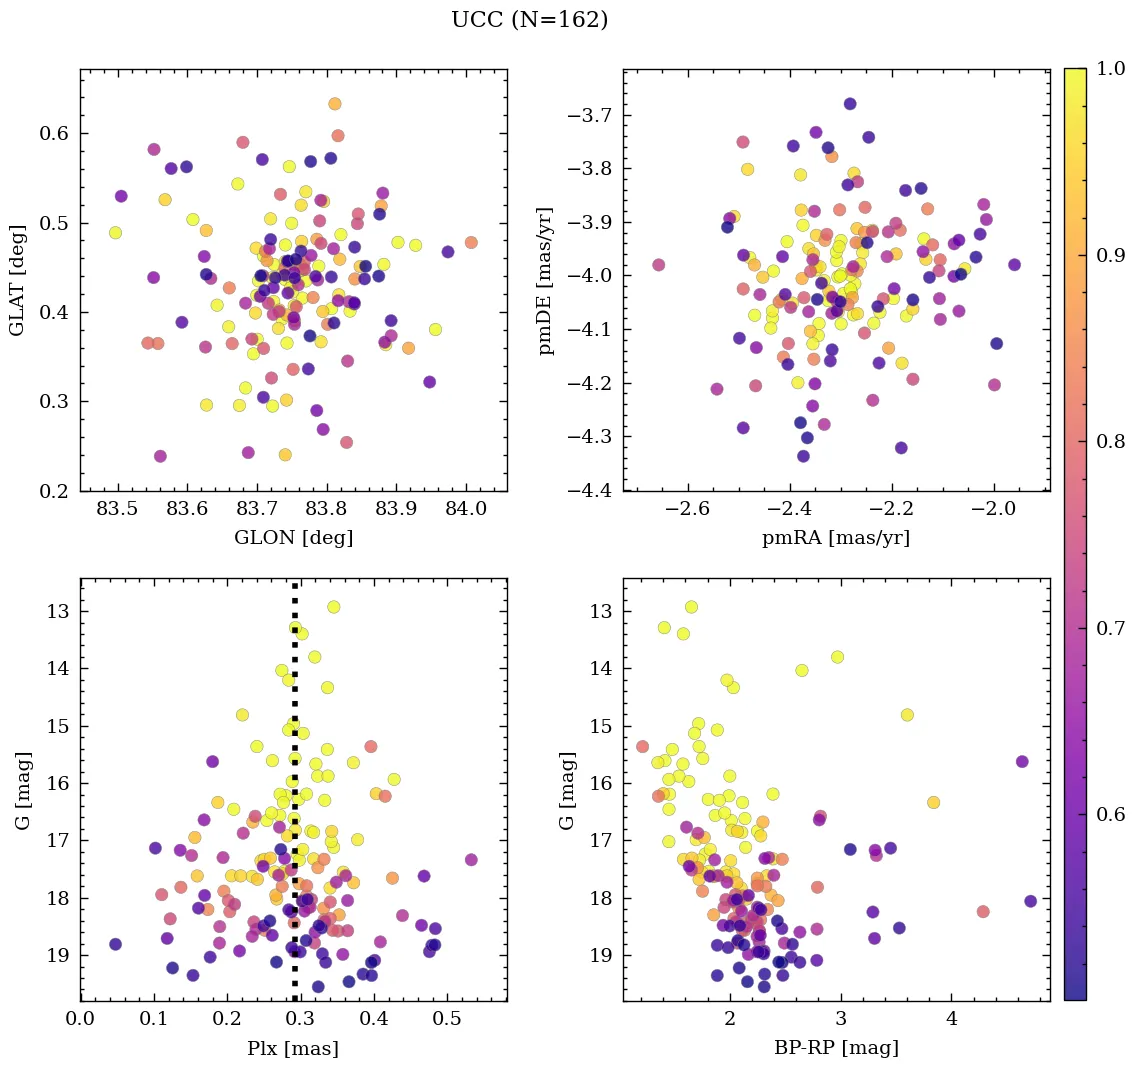 UCC (N=162)
0.6
0.5
0.4
0.3
0.2
GLAT [deg]
83.5 83.6 83.7 83.8 83.9 84.0
GLON [deg]
−3.7
−3.8
−3.9
−4.0
−4.1
−4.2
−4.3
−4.4
pmDE [mas/yr]
−2.6 −2.4 −2.2 −2.0
pmRA [mas/yr]
13
14
15
16
17
18
19
G [mag]
0.0 0.1 0.2 0.3 0.4 0.5
Plx [mas]
13
14
15
16
17
18
19
G [mag]
2 3 4
BP-RP [mag]
1.0
0.9
0.8
0.7
0.6